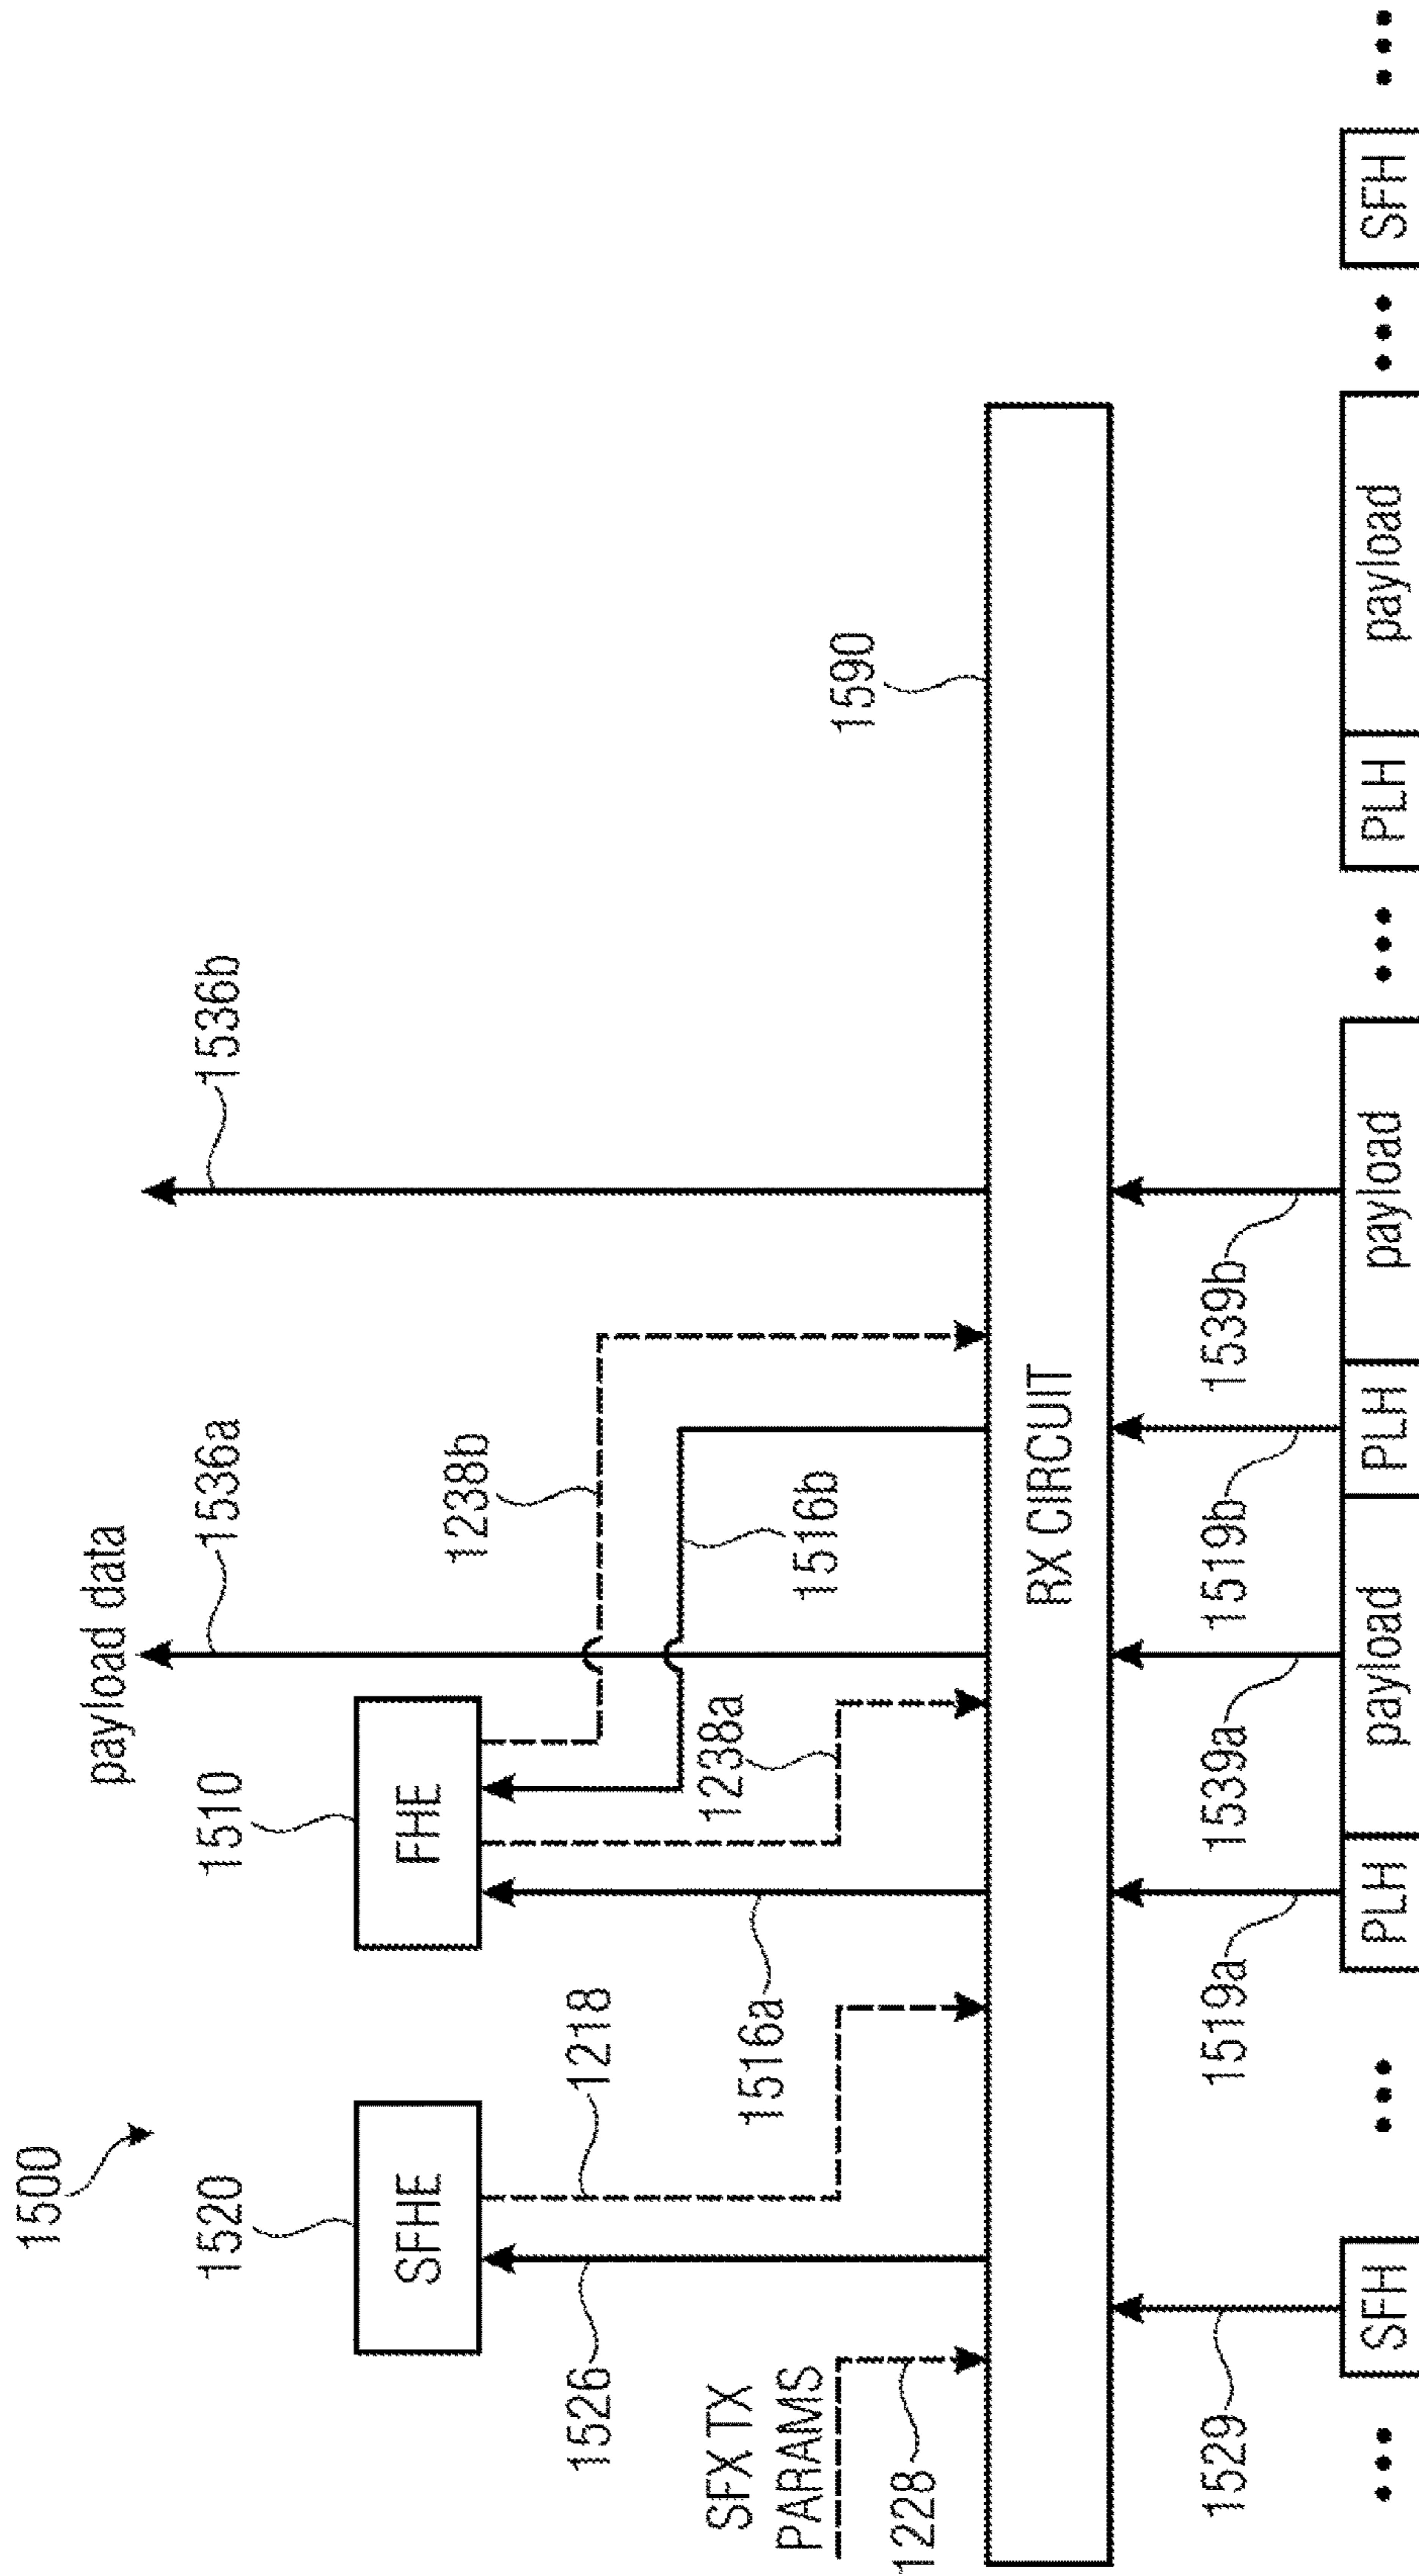 1500
payload data
1536a
1536b
1520
1510
SFHE
FHE
1238b
1526
1218
SFX TX
PARAMS
1516a
1238a
1516b
1590
1228
RX CIRCUIT
1529
1519a
1539a
1519b
1539b
... SFH ... PLH payload PLH payload ... PLH payload ... SFH ...